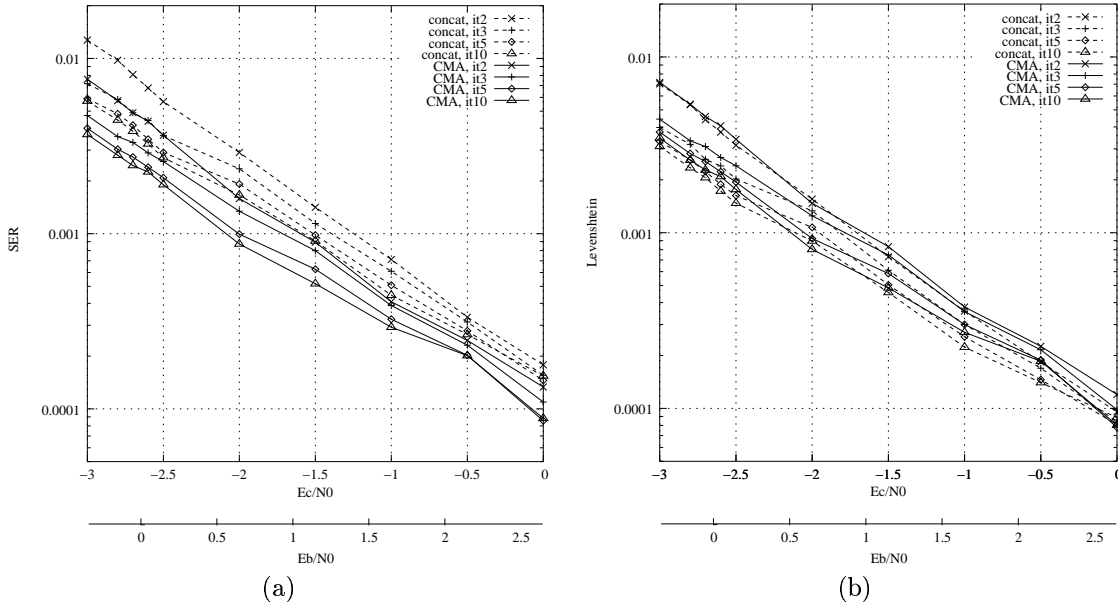 concat, it2
concat, it3
concat, it5
concat, it10
CMA, it2
CMA, it3
CMA, it5
CMA, it10
0.01
0.001
0.0001
SER
−3
−2.5
−2
−1.5
−1
−0.5
0
Ec/N0
0
0.5
1
1.5
2
2.5
Eb/N0
(a)
concat, it2
concat, it3
concat, it5
concat, it10
CMA, it2
CMA, it3
CMA, it5
CMA, it10
0.01
0.001
0.0001
Levenshtein
−3
−2.5
−2
−1.5
−1
−0.5
0
Ec/N0
0
0.5
1
1.5
2
2.5
Eb/N0
(b)